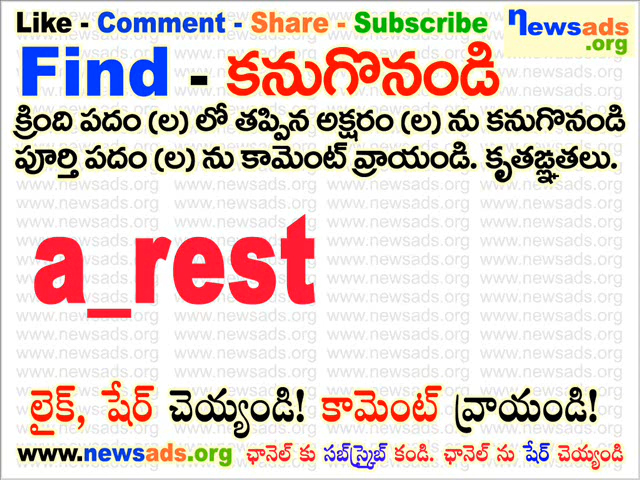 Like - Comment - Share - Subscribe
newsads
.org
Find - కనుగొనండి
క్రింది పదం (ల) లో తప్పిన అక్షరం (ల) ను కనుగొనండి
పూర్తి పదం (ల) ను కామెంట్ వ్రాయండి. కృతఙ్ఞతలు.
a_rest
లైక్, షేర్ చెయ్యండి! కామెంట్ వ్రాయండి!
www.newsads.org ఛానెల్ కు సబ్‌స్క్రైబ్ కండి. ఛానెల్ ను షేర్ చెయ్యండి